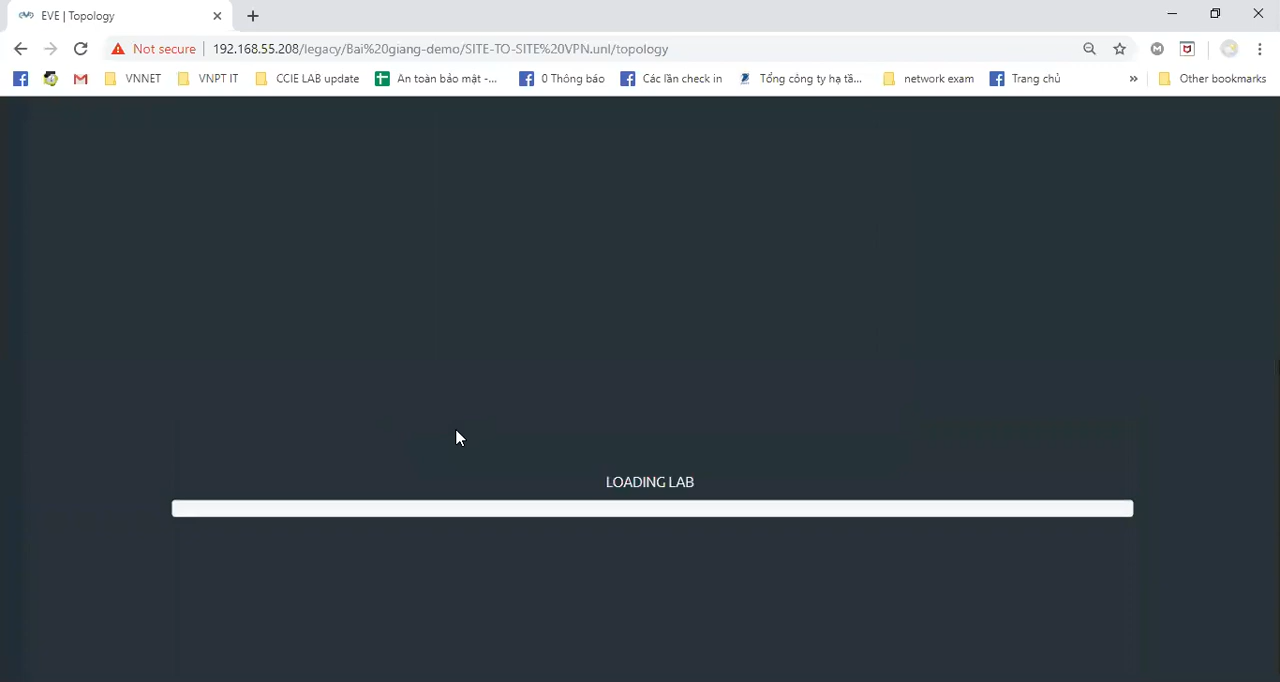 EVE | Topology
Not secure 192.168.55.208/legacy/Bai%20giang-demo/SITE-TO-SITE%20VPN.unl/topology
VNNET VNPT IT CCIE LAB update An toàn bảo mật -... 0 Thông báo Các lần check in Tổng công ty hạ tầ... network exam Trang chủ » Other bookmarks
LOADING LAB